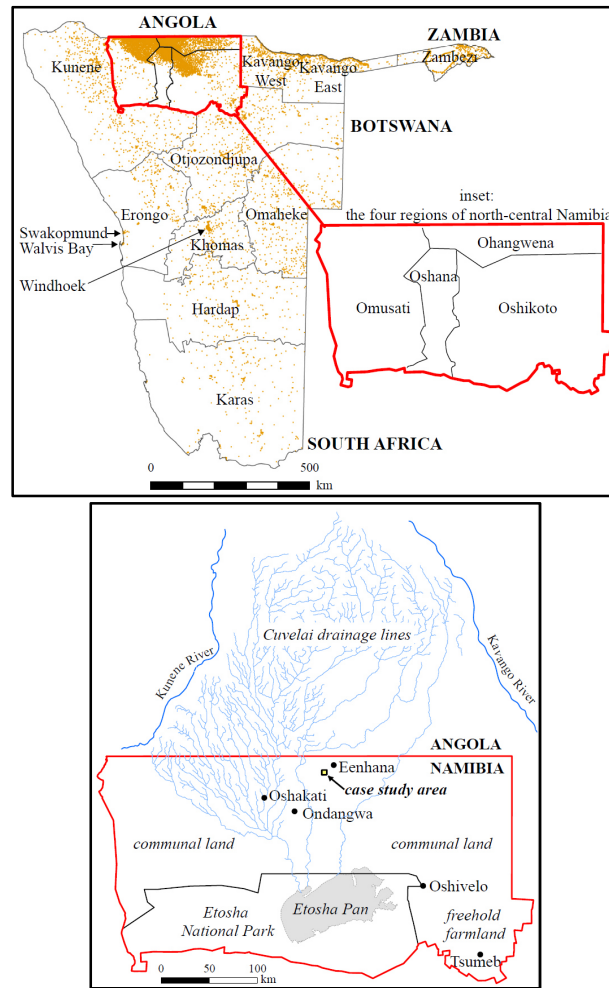 ANGOLA
ZAMBIA
Kunene
Kavango
West
Kavango
East
Zambezi
BOTSWANA
Otjozondjupa
inset:
the four regions of north-central Namibia
Erongo
Omaheke
Swakopmund
Walvis Bay
Khomas
Windhoek
Ohangwena
Oshana
Omusati
Oshikoto
Hardap
Karas
SOUTH AFRICA
0 500
km
Cuvelai drainage lines
Kunene River
Kavango River
ANGOLA
NAMIBIA
Eenhana
case study area
Oshakati
Ondangwa
communal land
communal land
Oshivelo
Etosha Pan
Etosha
National Park
freehold
farmland
Tsumeb
0 50 100
km